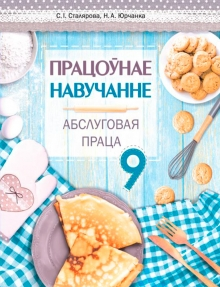 С. І. Сталярова, Н. А. Юрчанка
ПРАЦОЎНАЕ
НАВУЧАННЕ
АБСЛУГОВАЯ
ПРАЦА
9